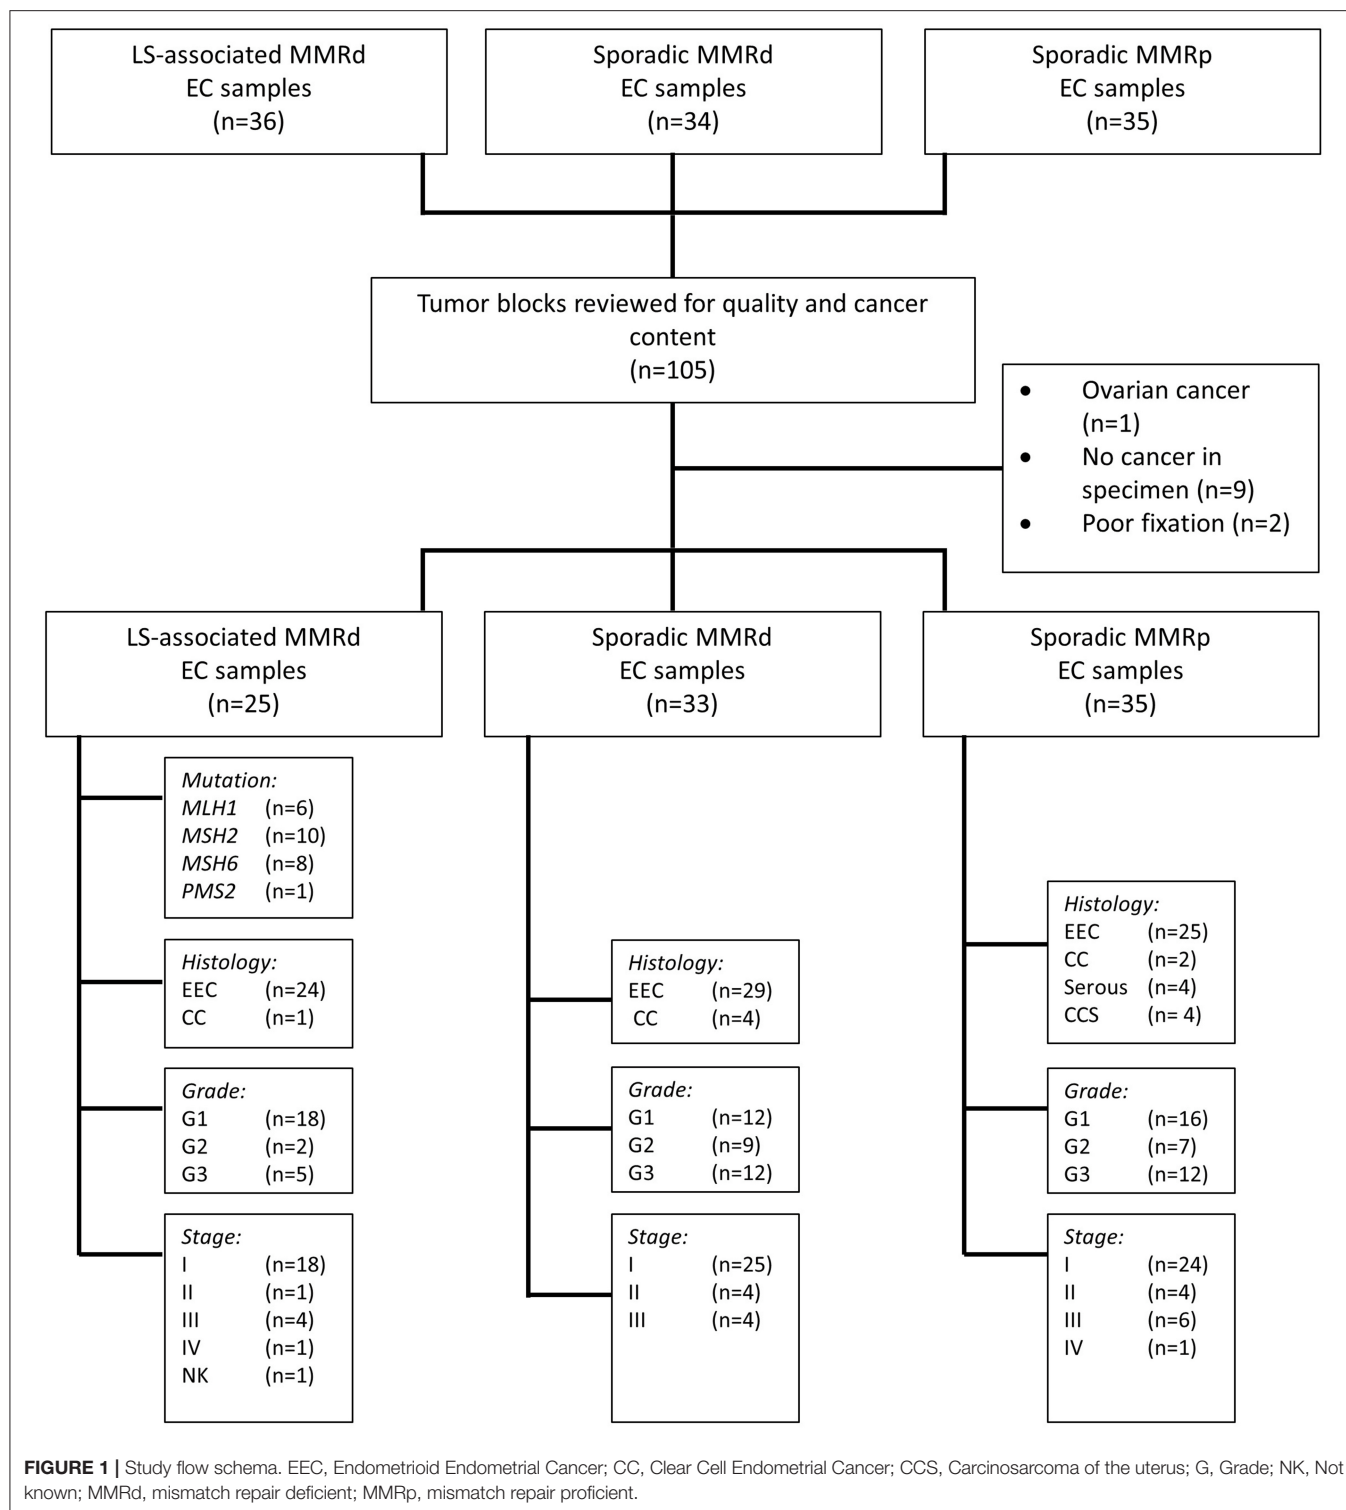 LS-associated MMRd
EC samples
(n=36)
Sporadic MMRd
EC samples
(n=34)
Sporadic MMRp
EC samples
(n=35)
Tumor blocks reviewed for quality and cancer
content
(n=105)
• Ovarian cancer
(n=1)
• No cancer in
specimen (n=9)
• Poor fixation (n=2)
LS-associated MMRd
EC samples
(n=25)
Sporadic MMRd
EC samples
(n=33)
Sporadic MMRp
EC samples
(n=35)
Mutation:
MLH1 (n=6)
MSH2 (n=10)
MSH6 (n=8)
PMS2 (n=1)
Histology:
EEC (n=24)
CC (n=1)
Grade:
G1 (n=18)
G2 (n=2)
G3 (n=5)
Stage:
I (n=18)
II (n=1)
III (n=4)
IV (n=1)
NK (n=1)
Histology:
EEC (n=29)
CC (n=4)
Grade:
G1 (n=12)
G2 (n=9)
G3 (n=12)
Stage:
I (n=25)
II (n=4)
III (n=4)
Histology:
EEC (n=25)
CC (n=2)
Serous (n=4)
CCS (n= 4)
Grade:
G1 (n=16)
G2 (n=7)
G3 (n=12)
Stage:
I (n=24)
II (n=4)
III (n=6)
IV (n=1)
FIGURE 1 | Study flow schema. EEC, Endometrioid Endometrial Cancer; CC, Clear Cell Endometrial Cancer; CCS, Carcinosarcoma of the uterus; G, Grade; NK, Not
known; MMRd, mismatch repair deficient; MMRp, mismatch repair proficient.